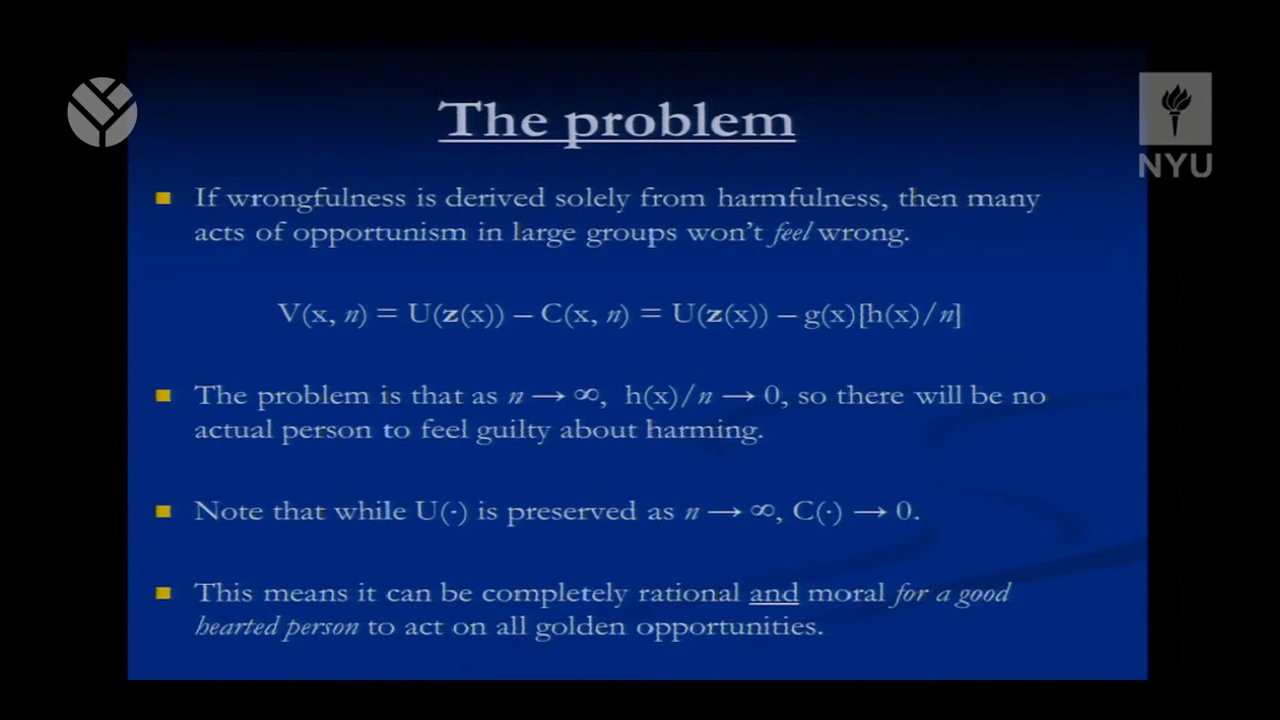 The problem
NYU
If wrongfulness is derived solely from harmfulness, then many
acts of opportunism in large groups won't feel wrong.
V(x, n) = U(z(x)) – C(x, n) = U(z(x)) – g(x)[h(x)/n]
The problem is that as n → ∞, h(x)/n → 0, so there will be no
actual person to feel guilty about harming.
Note that while U(·) is preserved as n → ∞, C(·) → 0.
This means it can be completely rational and moral for a good
hearted person to act on all golden opportunities.